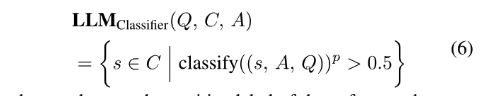 LLM_Classifier(Q, C, A)
= { s ∈ C | classify((s, A, Q))^p > 0.5 } (6)